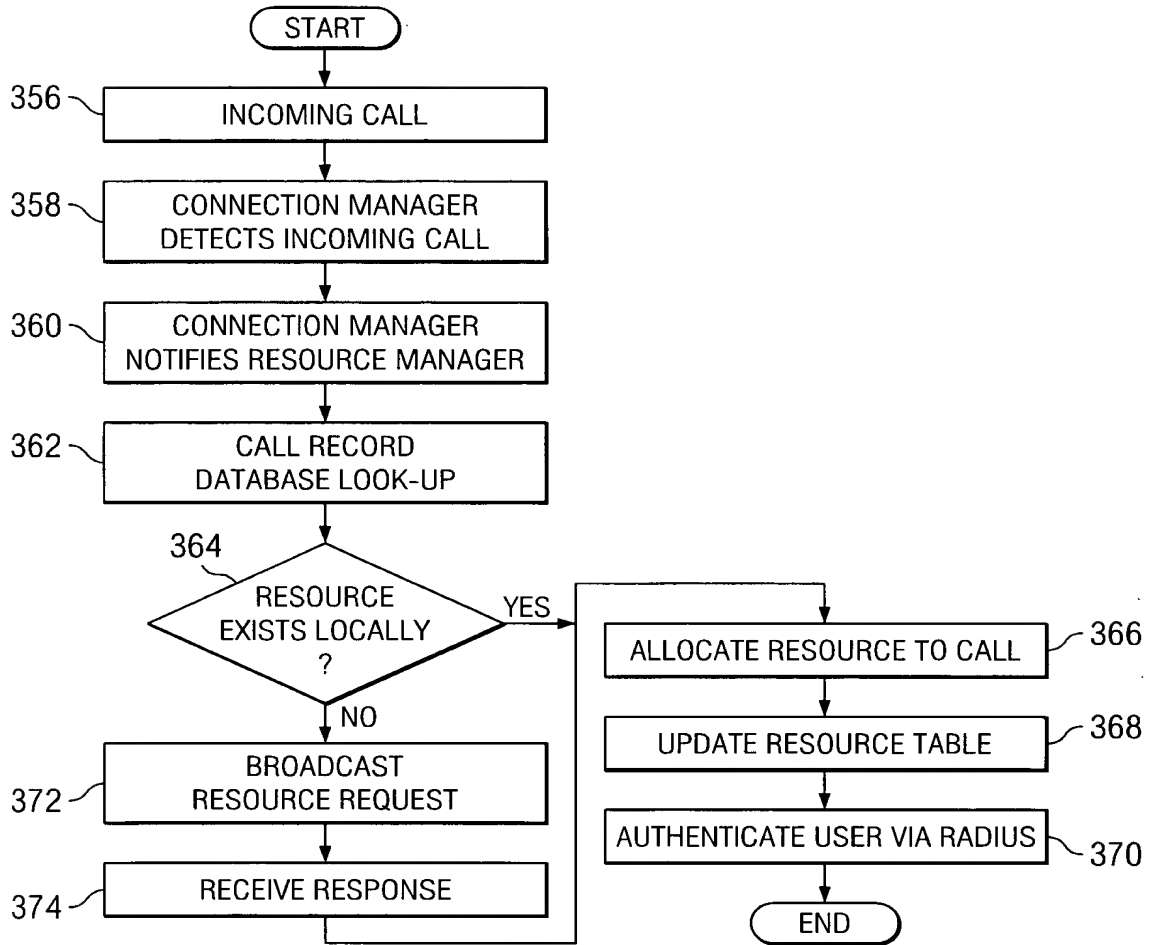 START
356
INCOMING CALL
358
CONNECTION MANAGER
DETECTS INCOMING CALL
360
CONNECTION MANAGER
NOTIFIES RESOURCE MANAGER
362
CALL RECORD
DATABASE LOOK-UP
364
RESOURCE
EXISTS LOCALLY
?
YES
NO
372
BROADCAST
RESOURCE REQUEST
374
RECEIVE RESPONSE
ALLOCATE RESOURCE TO CALL
366
UPDATE RESOURCE TABLE
368
AUTHENTICATE USER VIA RADIUS
370
END